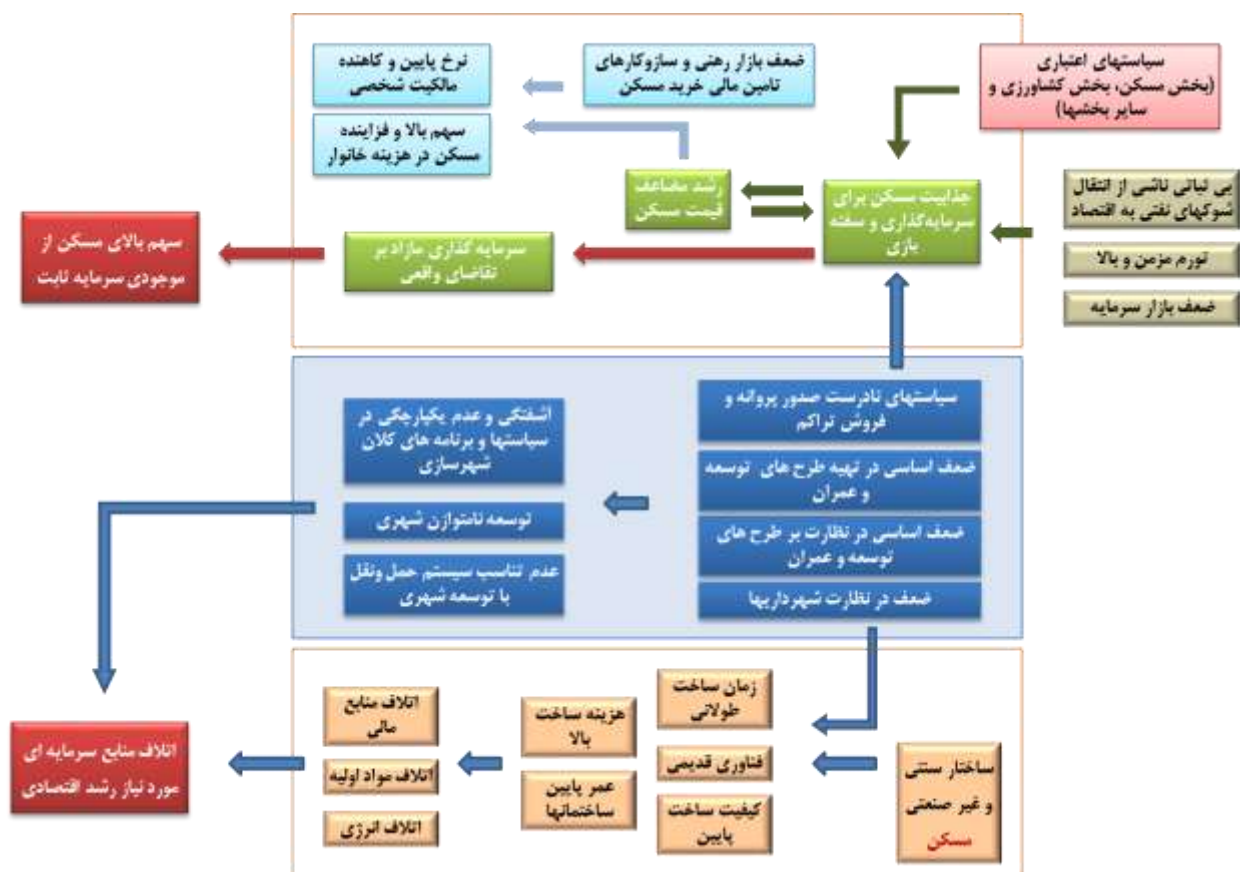 سیاستهای اعتباری
(بخش مسکن، بخش کشاورزی و
سایر بخشها)
ضعف بازار رهنی و سازوکارهای
تامین مالی خرید مسکن
نرخ پایین و کاهنده
مالکیت شخصی
سهم بالا و فزاینده
مسکن در هزینه خانوار
بی ثباتی ناشی از انتقال
شوکهای نفتی به اقتصاد
تورم مزمن و بالا
ضعف بازار سرمایه
جذابیت مسکن برای
سرمایه‌گذاری و سفته
بازی
رشد مضاعف
قیمت مسکن
سرمایه گذاری مازاد بر
تقاضای واقعی
سهم بالای مسکن از
موجودی سرمایه ثابت
سیاستهای نادرست صدور پروانه و
فروش تراکم
ضعف اساسی در تهیه طرح های توسعه
و عمران
ضعف اساسی در نظارت بر طرح های
توسعه و عمران
ضعف در نظارت شهرداریها
آشفتگی و عدم یکپارچگی در
سیاستها و برنامه های کلان
شهرسازی
توسعه نامتوازن شهری
عدم تناسب سیستم حمل ونقل
با توسعه شهری
ساختار سنتی
و غیر صنعتی
مسکن
زمان ساخت
طولانی
فناوری قدیمی
کیفیت ساخت
پایین
هزینه ساخت
بالا
عمر پایین
ساختمانها
اتلاف منابع
مالی
اتلاف مواد اولیه
اتلاف انرژی
اتلاف منابع سرمایه ای
مورد نیاز رشد اقتصادی